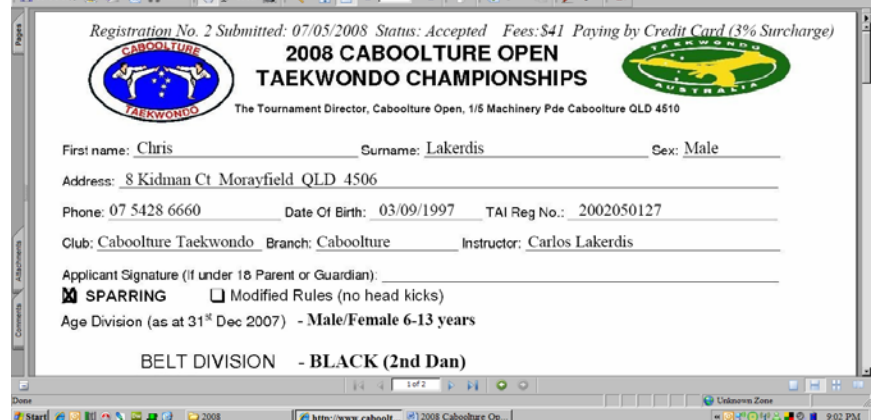 Pages
Registration No. 2 Submitted: 07/05/2008 Status: Accepted Fees:$41 Paying by Credit Card (3% Surcharge)
CABOOLTURE
TAEKWONDO
2008 CABOOLTURE OPEN
TAEKWONDO CHAMPIONSHIPS
TAEKWONDO
AUSTRALIA
The Tournament Director, Caboolture Open, 1/5 Machinery Pde Caboolture QLD 4510
First name: Chris Surname: Lakerdis Sex: Male
Address: 8 Kidman Ct Morayfield QLD 4506
Phone: 07 5428 6660 Date Of Birth: 03/09/1997 TAI Reg No.: 2002050127
Club: Caboolture Taekwondo Branch: Caboolture Instructor: Carlos Lakerdis
Attachments
Applicant Signature (If under 18 Parent or Guardian):
SPARRING Modified Rules (no head kicks)
Comments
Age Division (as at 31st Dec 2007) - Male/Female 6-13 years
BELT DIVISION - BLACK (2nd Dan)
1 of 2
Done Unknown Zone
Start 2008 http://www.caboolt... 2008 Caboolture Op... 9:02 PM